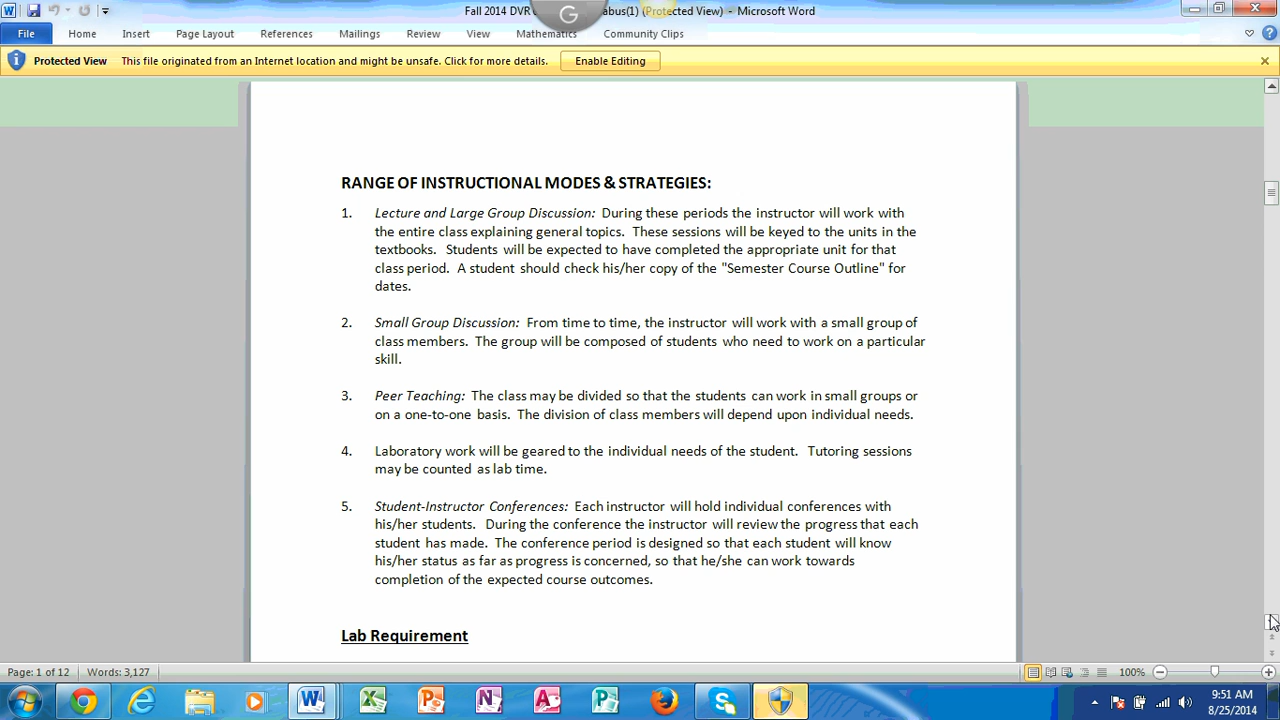 Fall 2014 DVR
abus(1) (Protected View) - Microsoft Word
G
File Home Insert Page Layout References Mailings Review View Mathematics Community Clips
Protected View This file originated from an Internet location and might be unsafe. Click for more details. Enable Editing
RANGE OF INSTRUCTIONAL MODES & STRATEGIES:
1. Lecture and Large Group Discussion: During these periods the instructor will work with
the entire class explaining general topics. These sessions will be keyed to the units in the
textbooks. Students will be expected to have completed the appropriate unit for that
class period. A student should check his/her copy of the "Semester Course Outline" for
dates.
2. Small Group Discussion: From time to time, the instructor will work with a small group of
class members. The group will be composed of students who need to work on a particular
skill.
3. Peer Teaching: The class may be divided so that the students can work in small groups or
on a one-to-one basis. The division of class members will depend upon individual needs.
4. Laboratory work will be geared to the individual needs of the student. Tutoring sessions
may be counted as lab time.
5. Student-Instructor Conferences: Each instructor will hold individual conferences with
his/her students. During the conference the instructor will review the progress that each
student has made. The conference period is designed so that each student will know
his/her status as far as progress is concerned, so that he/she can work towards
completion of the expected course outcomes.
Lab Requirement
Page: 1 of 12 Words: 3,127 100%
9:51 AM
8/25/2014